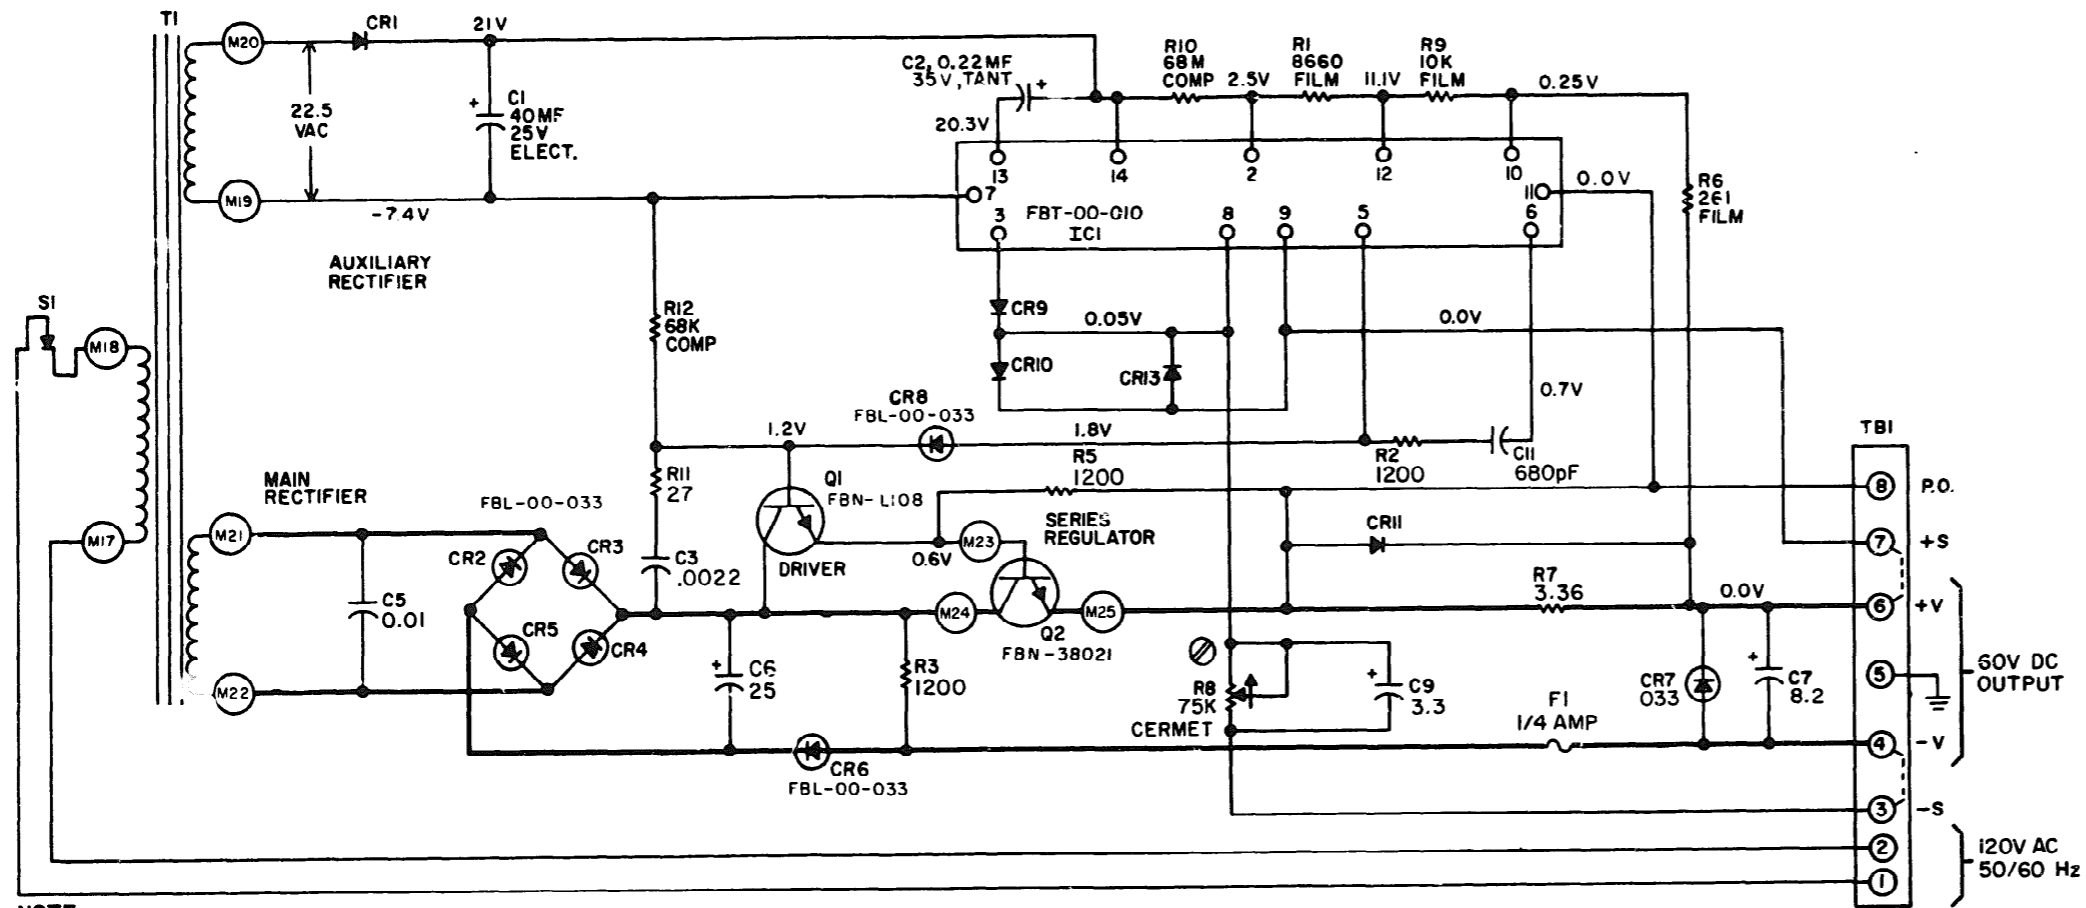 T1
M20
CR1
21V
22.5
VAC
C1
40MF
25V
ELECT.
+
M19
-7.4V
AUXILIARY
RECTIFIER
C2, 0.22MF
35V, TANT
+
20.3V
R10
68M
COMP
2.5V
R1
8660
FILM
11.1V
R9
10K
FILM
0.25V
13
14
2
12
10
7
11
0.0V
3
FBT-00-010
IC1
8
9
5
6
R6
261
FILM
S1
M18
M17
R12
68K
COMP
CR9
0.05V
0.0V
CR10
CR13
0.7V
CR8
FBL-00-033
1.2V
1.8V
R2
1200
C11
680pF
R5
1200
MAIN
RECTIFIER
FBL-00-033
R11
27
Q1
FBN-L108
M21
CR2
CR3
C3
.0022
DRIVER
0.6V
M23
SERIES
REGULATOR
CR11
C5
0.01
CR5
CR4
M24
M25
Q2
FBN-38021
R7
3.36
0.0V
M22
+
C6
25
R3
1200
CR6
FBL-00-033
R8
75K
CERMET
+
C9
3.3
F1
1/4 AMP
CR7
033
+
C7
8.2
TB1
8
P.O.
7
+S
6
+V
5
60V DC
OUTPUT
4
-V
3
-S
2
1
120V AC
50/60 Hz